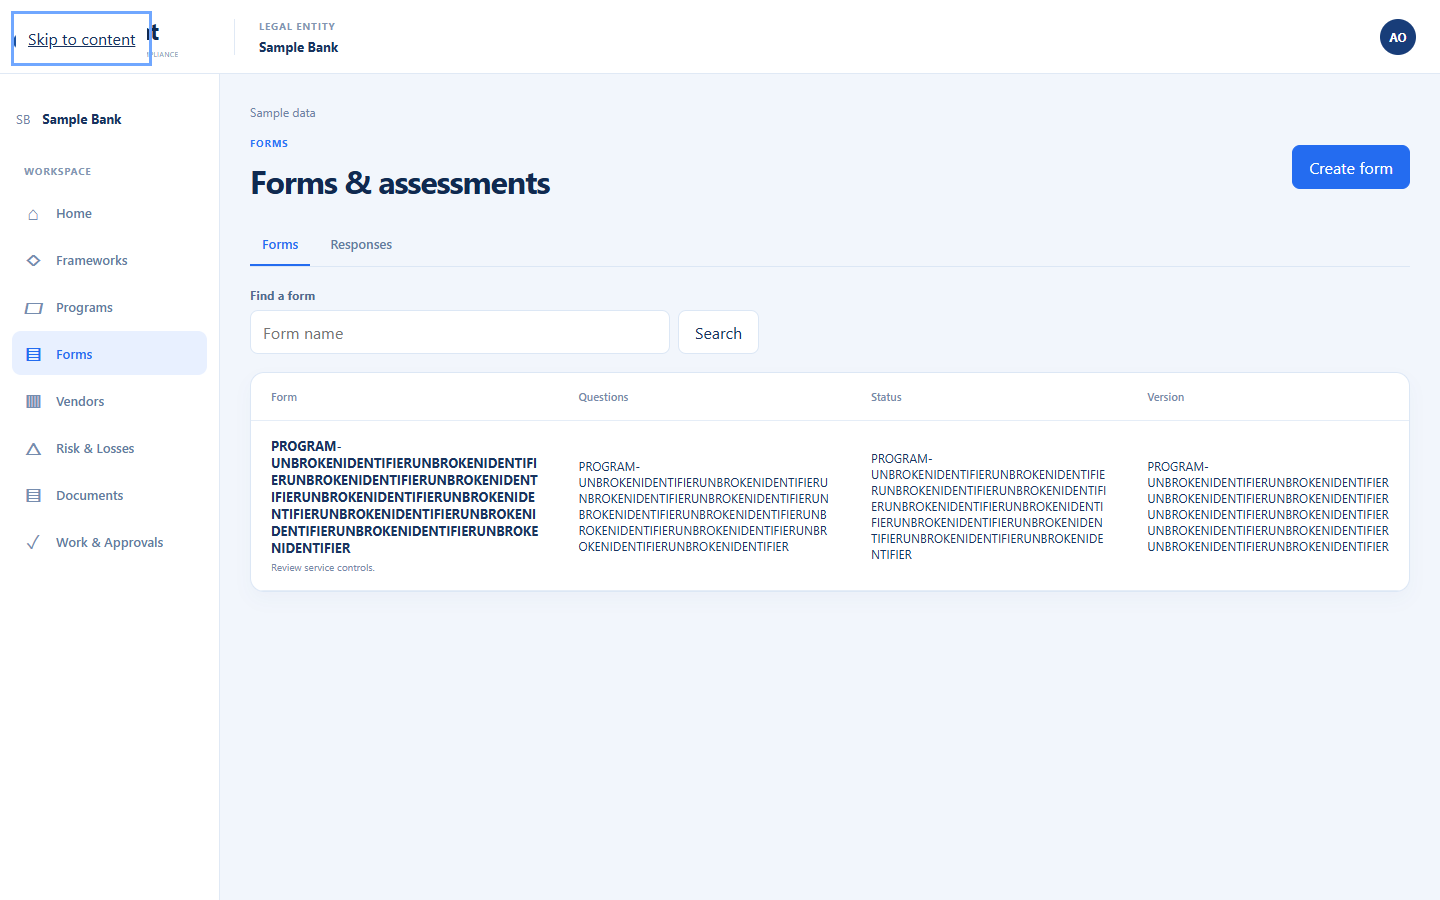 Skip to content
LEGAL ENTITY
Sample Bank
AO
SB Sample Bank
WORKSPACE
Home
Frameworks
Programs
Forms
Vendors
Risk & Losses
Documents
Work & Approvals
Sample data
FORMS
Forms & assessments
Create form
Forms Responses
Find a form
Form name
Search
Form Questions Status Version
PROGRAM-
UNBROKENIDENTIFIERUNBROKENIDENTIFI
ERUNBROKENIDENTIFIERUNBROKENIDENT
IFIERUNBROKENIDENTIFIERUNBROKENIDE
NTIFIERUNBROKENIDENTIFIERUNBROKENI
DENTIFIERUNBROKENIDENTIFIERUNBROKE
NIDENTIFIER
Review service controls.
PROGRAM-
UNBROKENIDENTIFIERUNBROKENIDENTIFIERU
NBROKENIDENTIFIERUNBROKENIDENTIFIERUN
BROKENIDENTIFIERUNBROKENIDENTIFIERUNB
ROKENIDENTIFIERUNBROKENIDENTIFIERUNBR
OKENIDENTIFIERUNBROKENIDENTIFIER
PROGRAM-
UNBROKENIDENTIFIERUNBROKENIDENTIFIE
RUNBROKENIDENTIFIERUNBROKENIDENTIFI
ERUNBROKENIDENTIFIERUNBROKENIDENTI
FIERUNBROKENIDENTIFIERUNBROKENIDEN
TIFIERUNBROKENIDENTIFIERUNBROKENIDE
NTIFIER
PROGRAM-
UNBROKENIDENTIFIERUNBROKENIDENTIFIER
UNBROKENIDENTIFIERUNBROKENIDENTIFIER
UNBROKENIDENTIFIERUNBROKENIDENTIFIER
UNBROKENIDENTIFIERUNBROKENIDENTIFIER
UNBROKENIDENTIFIERUNBROKENIDENTIFIER